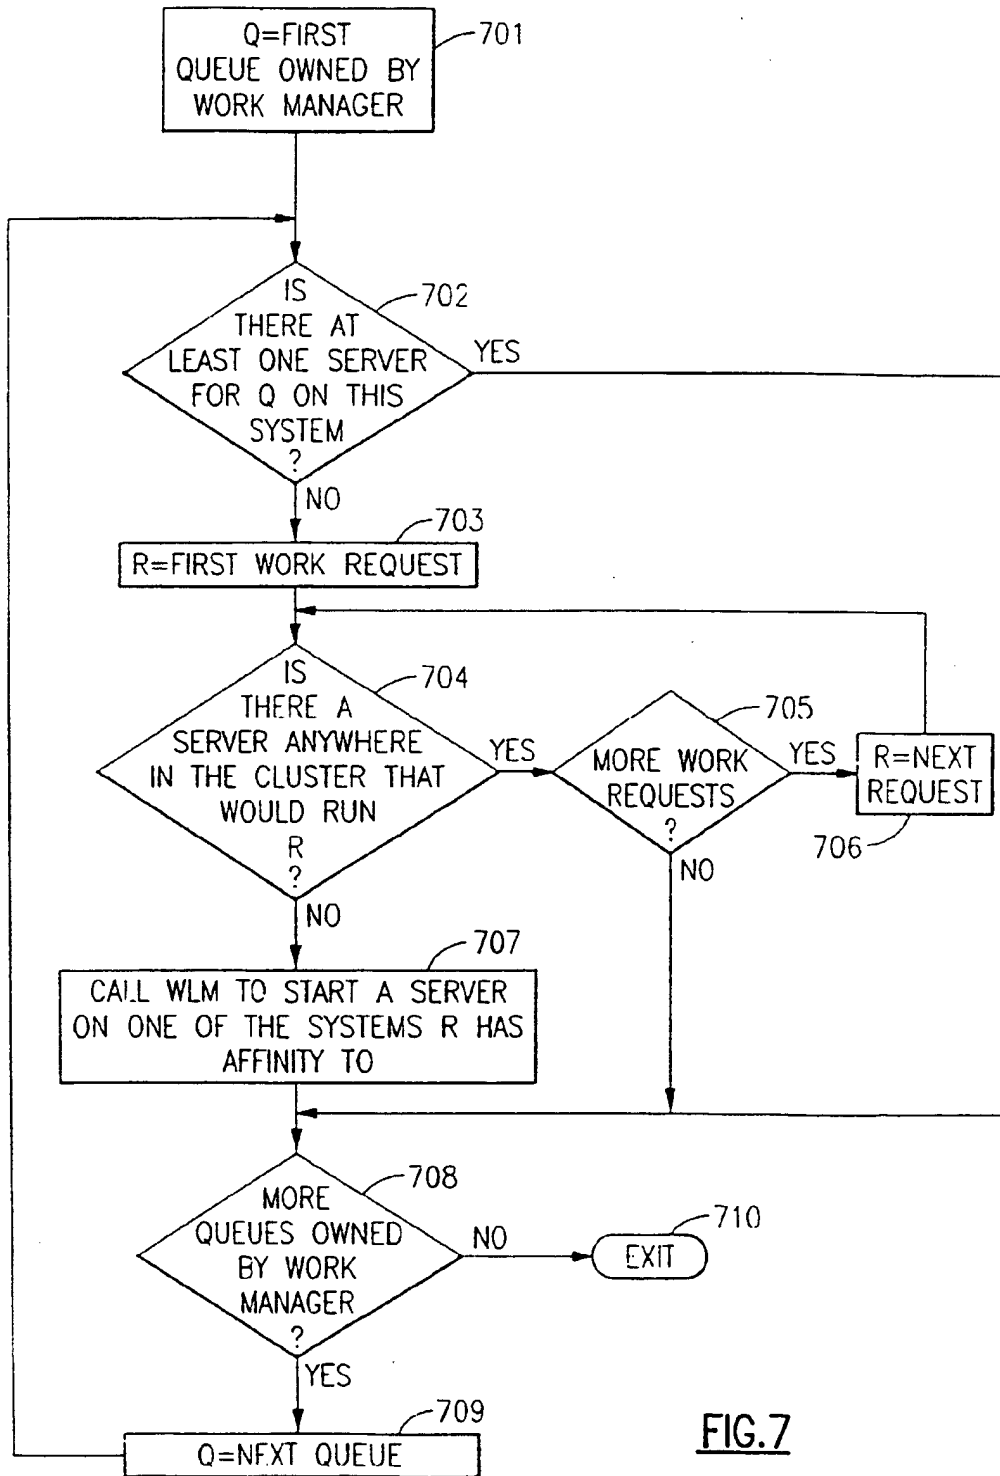 Q=FIRST
QUEUE OWNED BY
WORK MANAGER
701
IS
THERE AT
LEAST ONE SERVER
FOR Q ON THIS
SYSTEM
?
702
YES
NO
703
R=FIRST WORK REQUEST
IS
THERE A
SERVER ANYWHERE
IN THE CLUSTER THAT
WOULD RUN
R
?
704
YES
NO
705
MORE WORK
REQUESTS
?
YES
NO
R=NEXT
REQUEST
706
707
CALL WLM TO START A SERVER
ON ONE OF THE SYSTEMS R HAS
AFFINITY TO
708
MORE
QUEUES OWNED
BY WORK
MANAGER
?
NO
710
EXIT
YES
709
Q=NEXT QUEUE
FIG.7